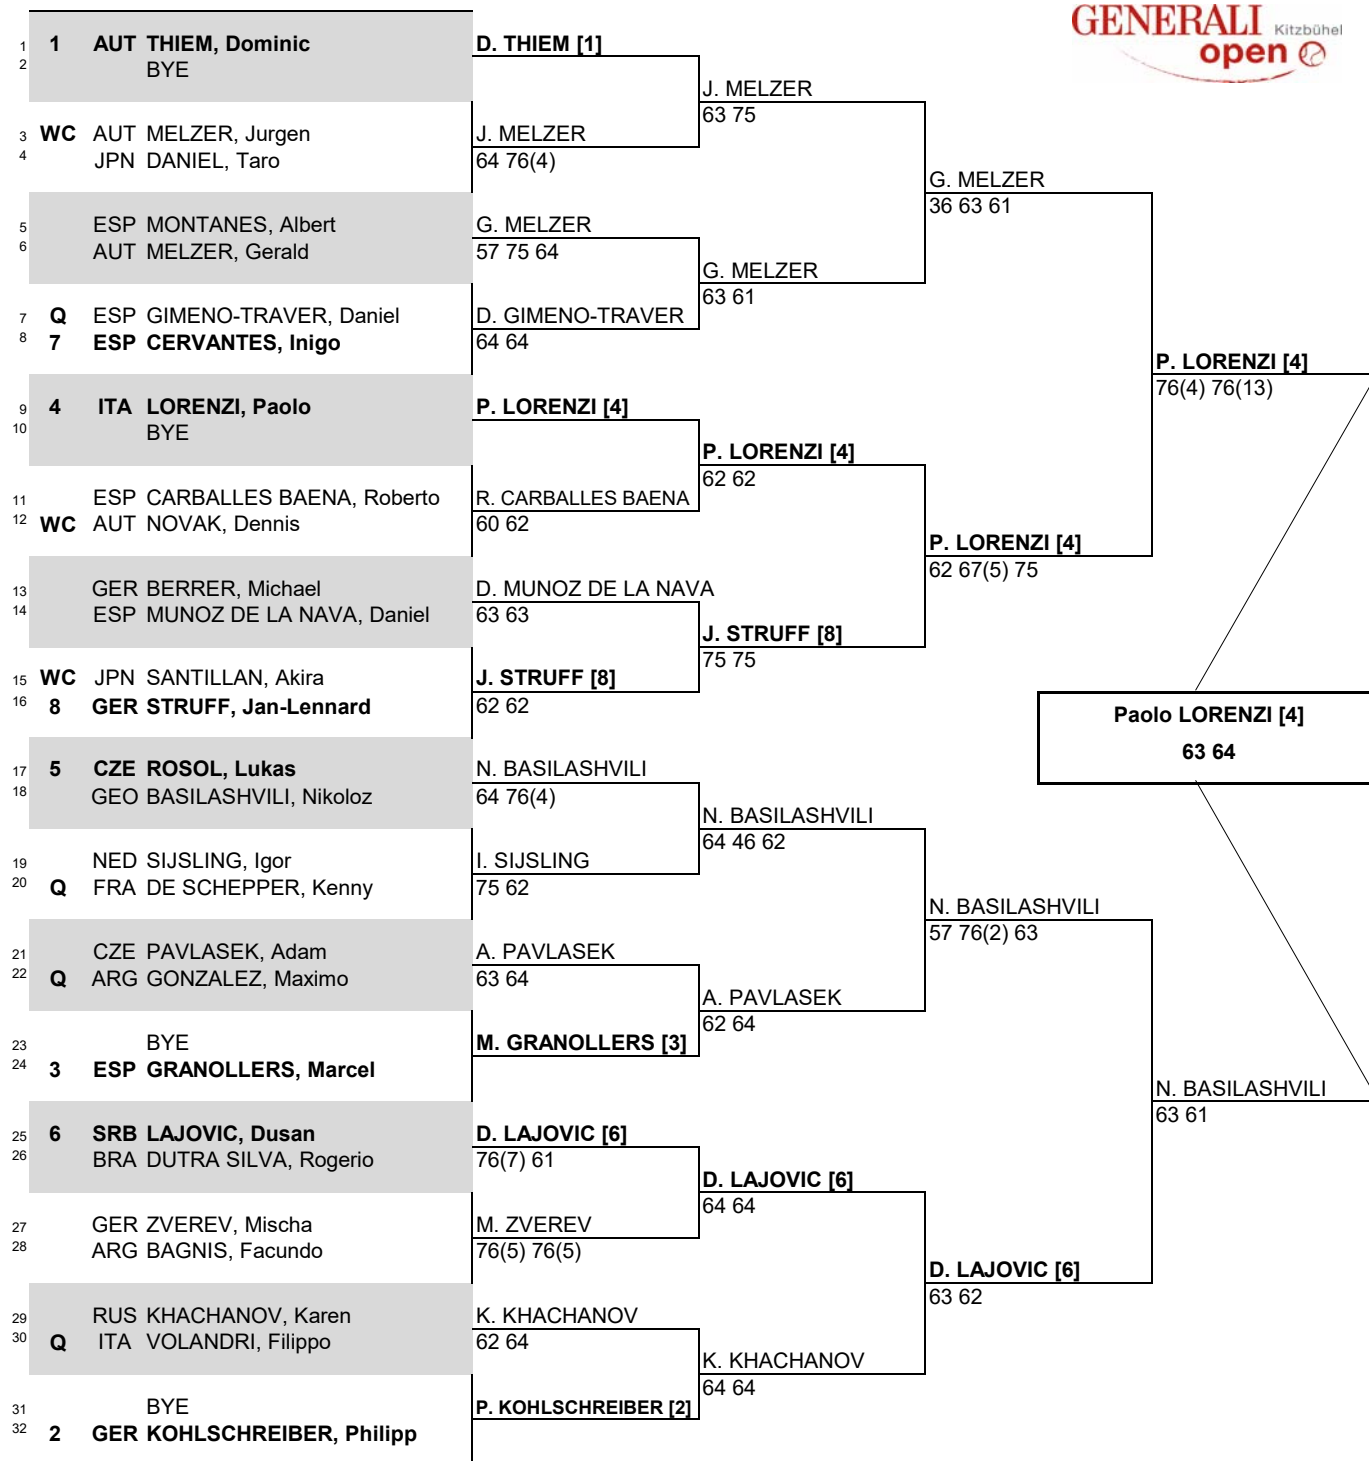 GENERALI Kitzbühel
open
1 1 AUT THIEM, Dominic
2 BYE
3 WC AUT MELZER, Jurgen
4 JPN DANIEL, Taro
5 ESP MONTANES, Albert
6 AUT MELZER, Gerald
7 Q ESP GIMENO-TRAVER, Daniel
8 7 ESP CERVANTES, Inigo
9 4 ITA LORENZI, Paolo
10 BYE
11 ESP CARBALLES BAENA, Roberto
12 WC AUT NOVAK, Dennis
13 GER BERRER, Michael
14 ESP MUNOZ DE LA NAVA, Daniel
15 WC JPN SANTILLAN, Akira
16 8 GER STRUFF, Jan-Lennard
17 5 CZE ROSOL, Lukas
18 GEO BASILASHVILI, Nikoloz
19 NED SIJSLING, Igor
20 Q FRA DE SCHEPPER, Kenny
21 CZE PAVLASEK, Adam
22 Q ARG GONZALEZ, Maximo
23 BYE
24 3 ESP GRANOLLERS, Marcel
25 6 SRB LAJOVIC, Dusan
26 BRA DUTRA SILVA, Rogerio
27 GER ZVEREV, Mischa
28 ARG BAGNIS, Facundo
29 RUS KHACHANOV, Karen
30 Q ITA VOLANDRI, Filippo
31 BYE
32 2 GER KOHLSCHREIBER, Philipp
D. THIEM [1]
J. MELZER
64 76(4)
G. MELZER
57 75 64
D. GIMENO-TRAVER
64 64
P. LORENZI [4]
R. CARBALLES BAENA
60 62
D. MUNOZ DE LA NAVA
63 63
J. STRUFF [8]
62 62
N. BASILASHVILI
64 76(4)
I. SIJSLING
75 62
A. PAVLASEK
63 64
M. GRANOLLERS [3]
D. LAJOVIC [6]
76(7) 61
M. ZVEREV
76(5) 76(5)
K. KHACHANOV
62 64
P. KOHLSCHREIBER [2]
J. MELZER
63 75
G. MELZER
63 61
P. LORENZI [4]
62 62
J. STRUFF [8]
75 75
N. BASILASHVILI
64 46 62
A. PAVLASEK
62 64
D. LAJOVIC [6]
64 64
K. KHACHANOV
64 64
G. MELZER
36 63 61
P. LORENZI [4]
62 67(5) 75
N. BASILASHVILI
57 76(2) 63
D. LAJOVIC [6]
63 62
P. LORENZI [4]
76(4) 76(13)
N. BASILASHVILI
63 61
Paolo LORENZI [4]
63 64